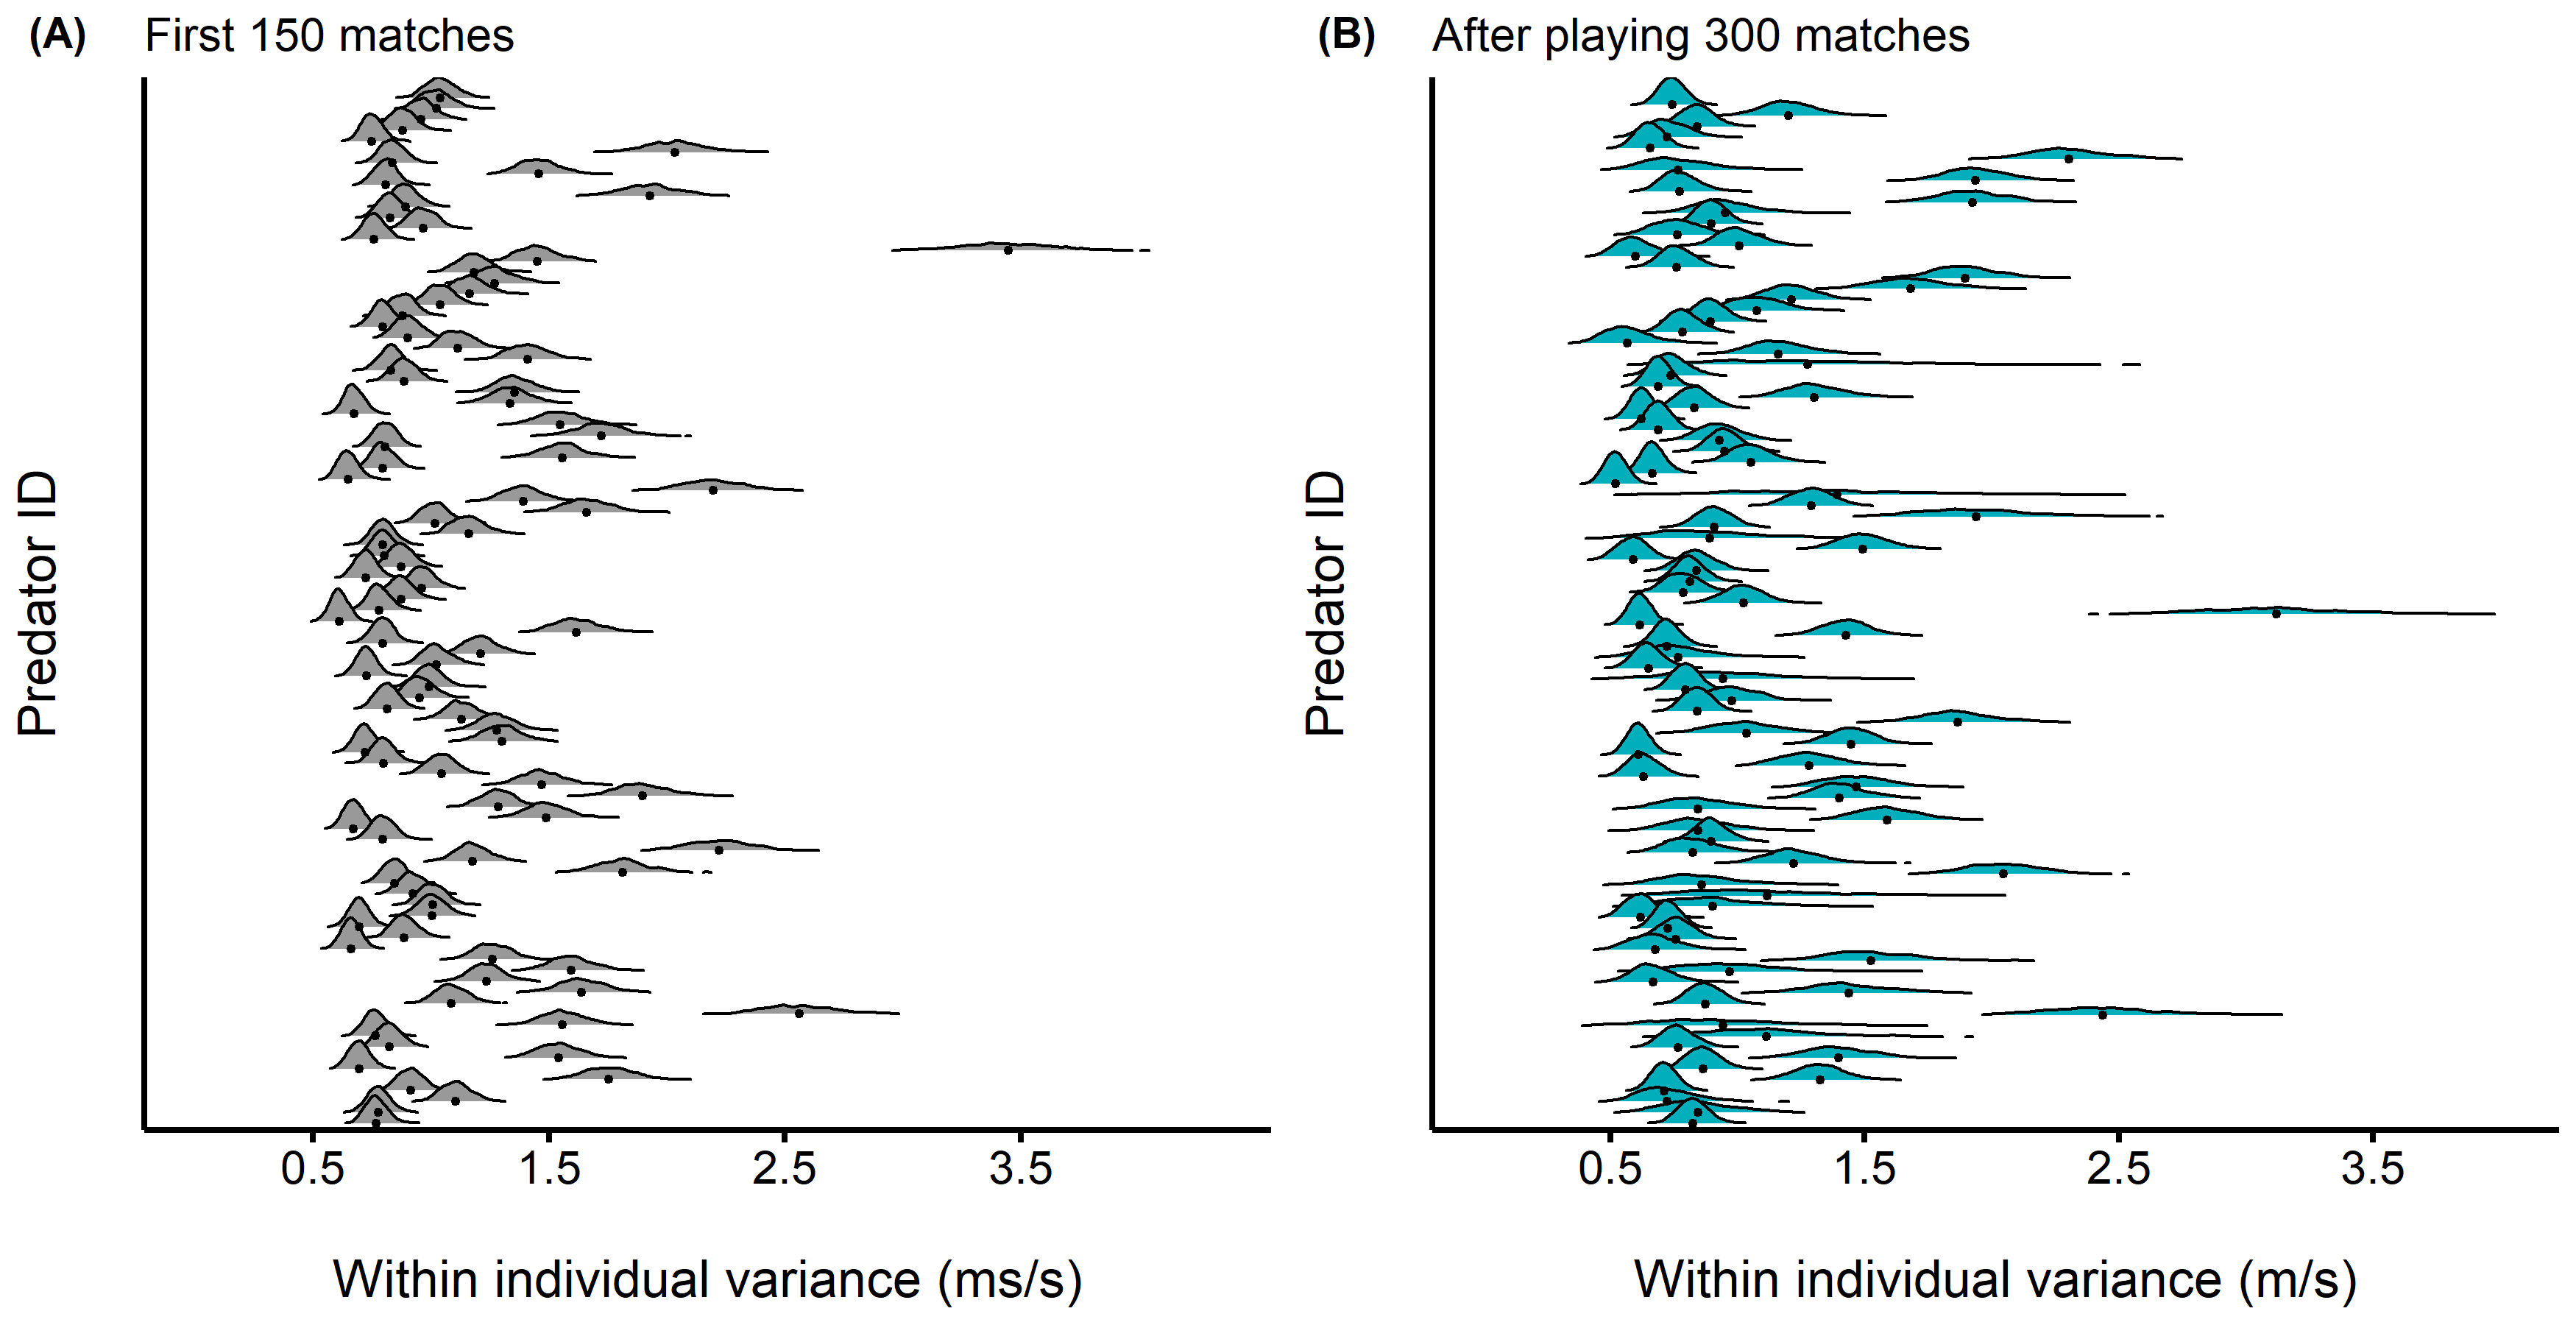 (A) First 150 matches
Predator ID
0.5 1.5 2.5 3.5
Within individual variance (ms/s)
(B) After playing 300 matches
Predator ID
0.5 1.5 2.5 3.5
Within individual variance (m/s)